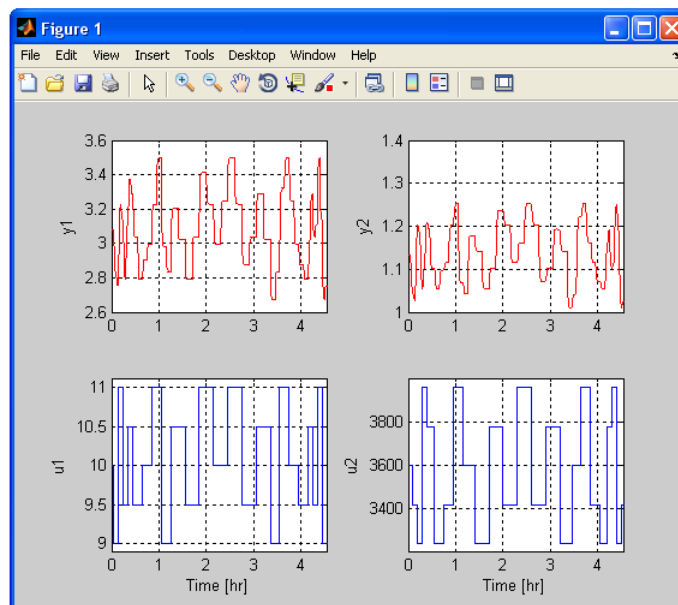 Figure 1
File Edit View Insert Tools Desktop Window Help
3.6
3.4
3.2
3
2.8
2.6
y1
0 1 2 3 4
1.4
1.3
1.2
1.1
1
y2
0 1 2 3 4
11
10.5
10
9.5
9
u1
0 1 2 3 4
Time [hr]
3800
3600
3400
u2
0 1 2 3 4
Time [hr]